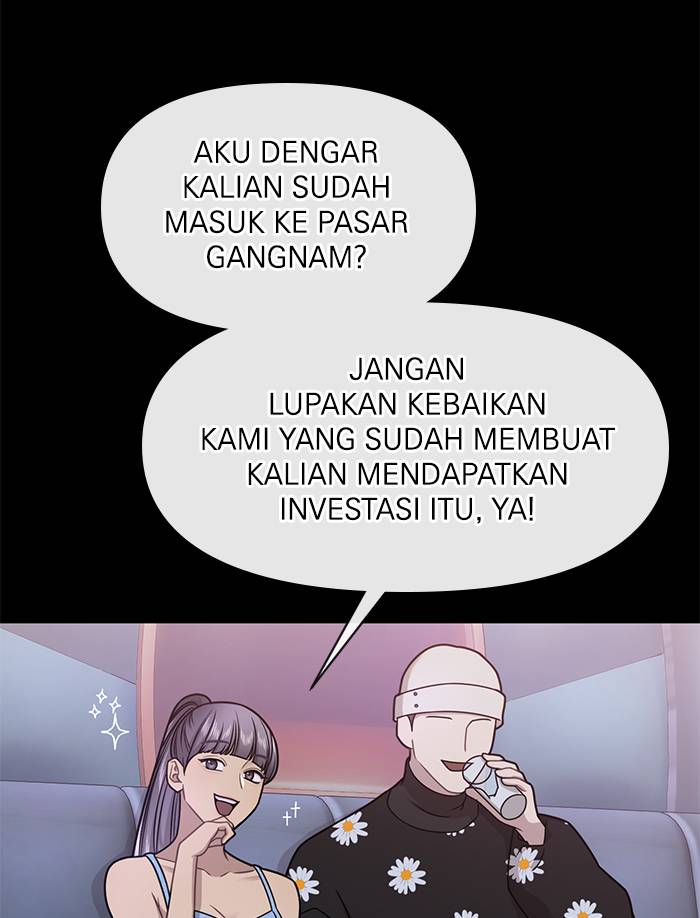 AKU DENGAR
KALIAN SUDAH
MASUK KE PASAR
GANGNAM?
JANGAN
LUPAKAN KEBAIKAN
KAMI YANG SUDAH MEMBUAT
KALIAN MENDAPATKAN
INVESTASI ITU, YA!